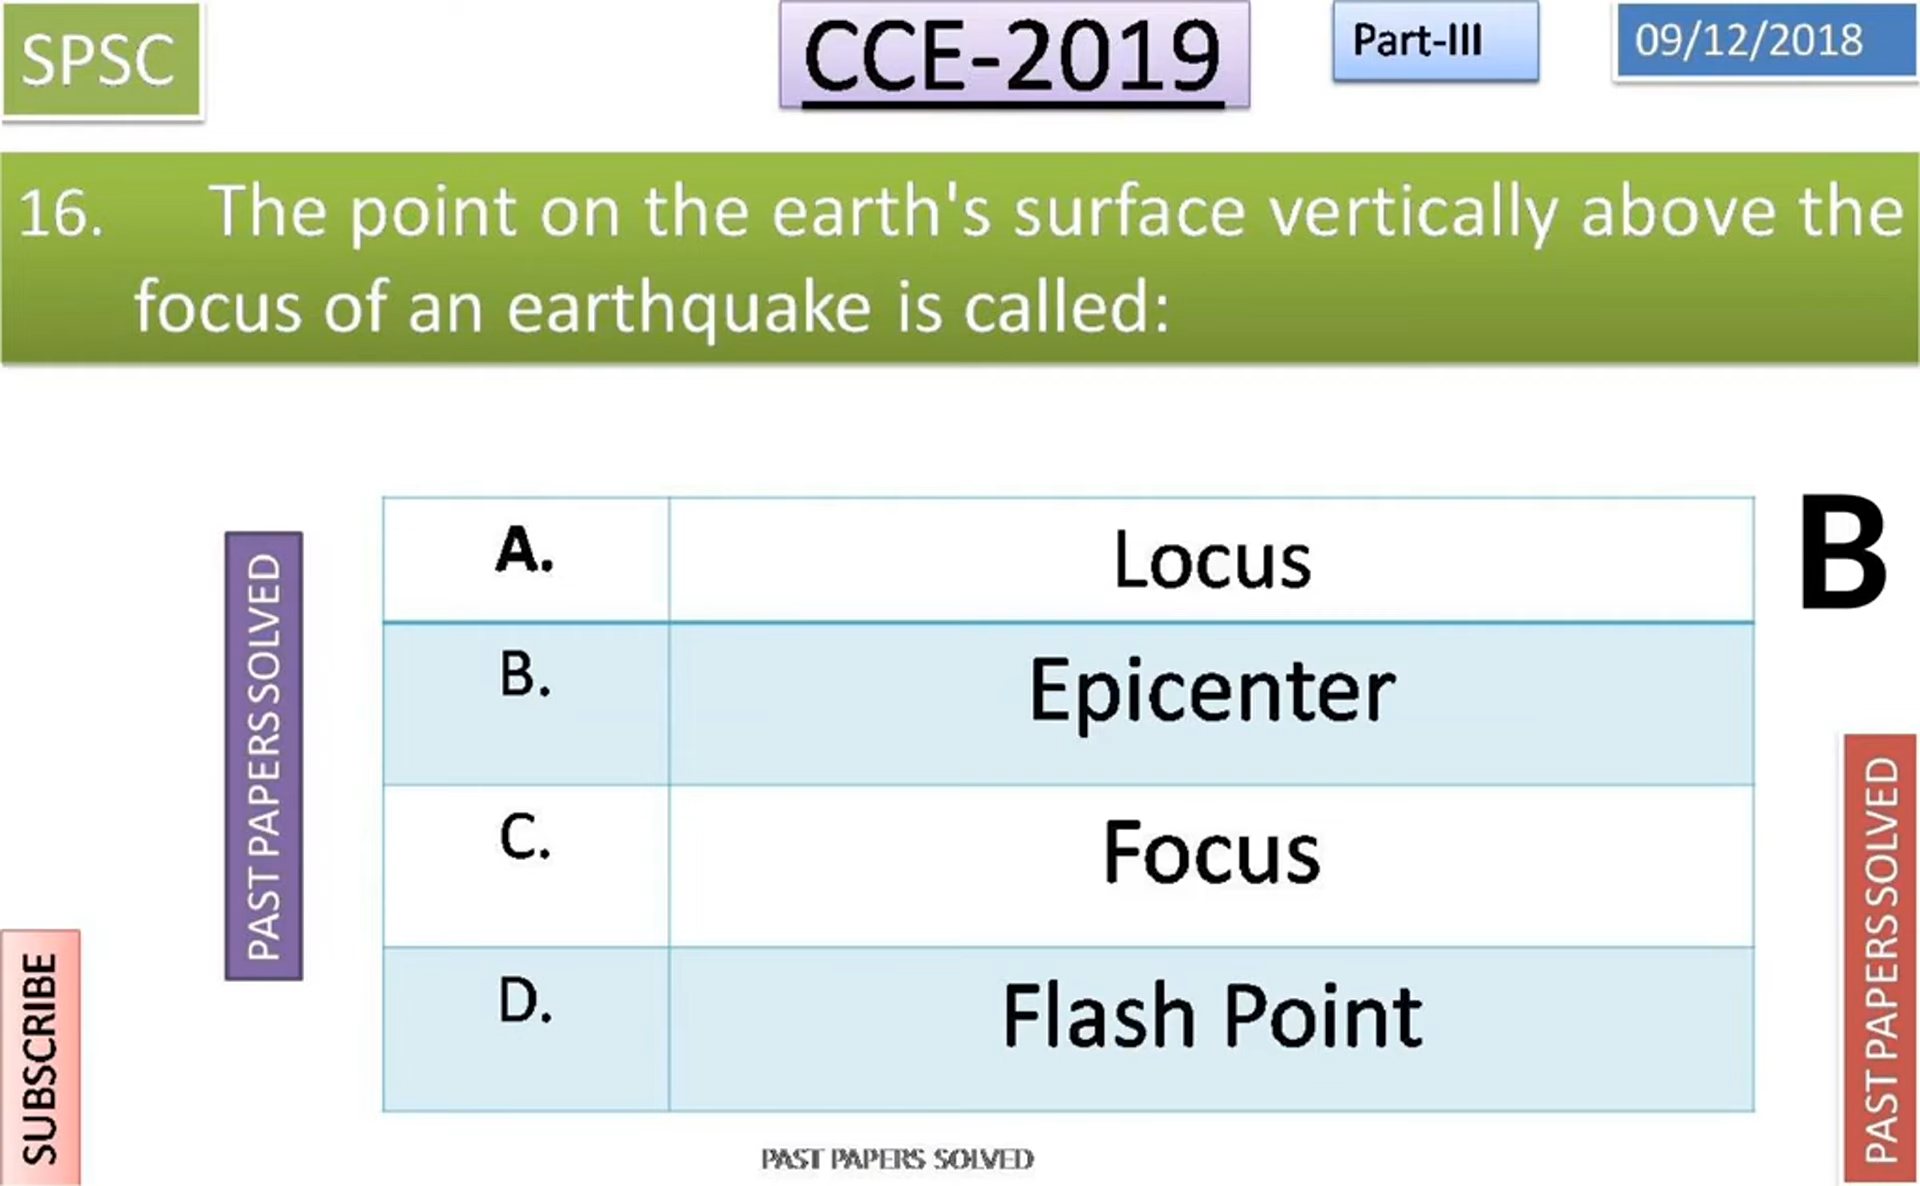 SPSC
CCE-2019
Part-III
09/12/2018
16. The point on the earth's surface vertically above the
focus of an earthquake is called:
A. Locus
B
B. Epicenter
C. Focus
D. Flash Point
PAST PAPERS SOLVED
PAST PAPERS SOLVED
SUBSCRIBE
PAST PAPERS SOLVED